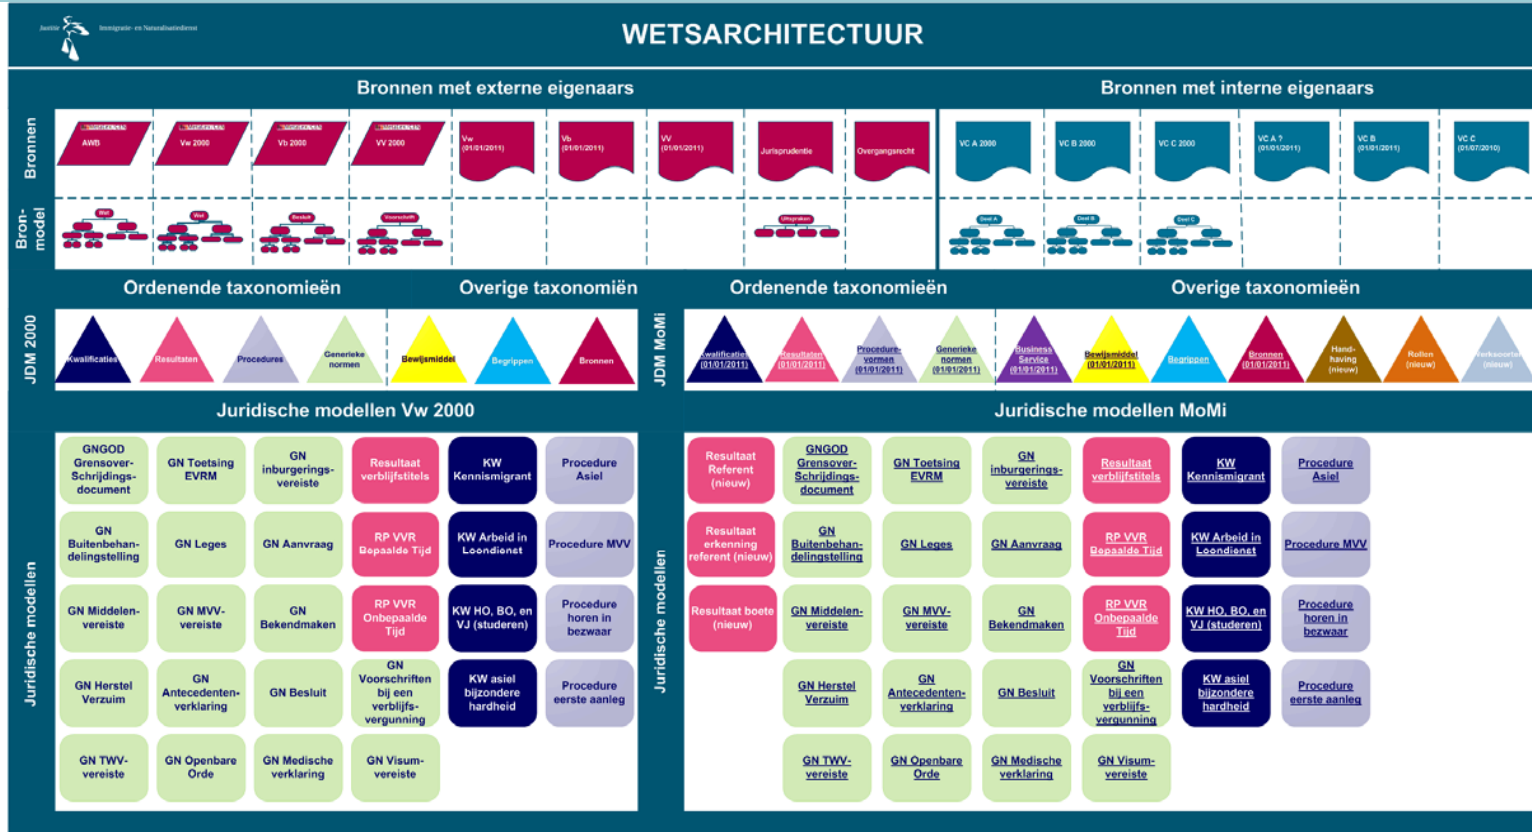 Justitie
Immigratie- en Naturalisatiedienst
WETSARCHITECTUUR
Bronnen met externe eigenaars
Bronnen met interne eigenaars
Bronnen
AWB
Vw 2000
Vb 2000
VV 2000
Vw
(01/01/2011)
Vb
(01/01/2011)
VV
(01/01/2011)
Jurisprudentie
Overgangsrecht
VC A 2000
VC B 2000
VC C 2000
VC A ?
(01/01/2011)
VC B
(01/01/2011)
VC C
(01/07/2010)
Bron-
model
Wet
Wet
Besluit
Voorschrift
Uitspraken
Deel A
Deel B
Deel C
Ordenende taxonomieën
Overige taxonomiën
Ordenende taxonomieën
Overige taxonomieën
JDM 2000
Kwalificaties
Resultaten
Procedures
Generieke
normen
Bewijsmiddel
Begrippen
Bronnen
JDM MoMi
Kwalificaties
(01/01/2011)
Resultaten
(01/01/2011)
Procedure-
vormen
(01/01/2011)
Generieke
normen
(01/01/2011)
Business
Service
(01/01/2011)
Bewijsmiddel
(01/01/2011)
Begrippen
Bronnen
(01/01/2011)
Hand-
having
(nieuw)
Rollen
(nieuw)
(nieuw)
Juridische modellen Vw 2000
Juridische modellen MoMi
Juridische modellen
GNGOD
Grensover-
Schrijdings-
document
GN Toetsing
EVRM
GN
inburgerings-
vereiste
Resultaat
verblijfstitels
KW
Kennismigrant
Procedure
Asiel
GN
Buitenbehan-
delingstelling
GN Leges
GN Aanvraag
RP VVR
Bepaalde Tijd
KW Arbeid in
Loondienst
Procedure MVV
GN Middelen-
vereiste
GN MVV-
vereiste
GN
Bekendmaken
RP VVR
Onbepaalde
Tijd
KW HO, BO, en
VJ (studeren)
Procedure
horen in
bezwaar
GN Herstel
Verzuim
GN
Antecedenten-
verklaring
GN Besluit
GN
Voorschriften
bij een
verblijfs-
vergunning
KW asiel
bijzondere
hardheid
Procedure
eerste aanleg
GN TWV-
vereiste
GN Openbare
Orde
GN Medische
verklaring
GN Visum-
vereiste
Juridische modellen
Resultaat
Referent
(nieuw)
GNGOD
Grensover-
Schrijdings-
document
GN Toetsing
EVRM
GN
inburgerings-
vereiste
Resultaat
verblijfstitels
KW
Kennismigrant
Procedure
Asiel
Resultaat
erkenning
referent (nieuw)
GN
Buitenbehan-
delingstelling
GN Leges
GN Aanvraag
RP VVR
Bepaalde Tijd
KW Arbeid in
Loondienst
Procedure MVV
Resultaat boete
(nieuw)
GN Middelen-
vereiste
GN MVV-
vereiste
GN
Bekendmaken
RP VVR
Onbepaalde
Tijd
KW HO, BO, en
VJ (studeren)
Procedure
horen in
bezwaar
GN Herstel
Verzuim
GN
Antecedenten-
verklaring
GN Besluit
GN
Voorschriften
bij een
verblijfs-
vergunning
KW asiel
bijzondere
hardheid
Procedure
eerste aanleg
GN TWV-
vereiste
GN Openbare
Orde
GN Medische
verklaring
GN Visum-
vereiste